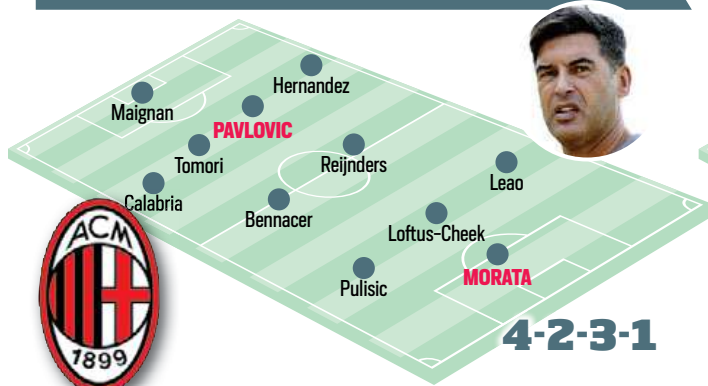 Hernandez
Maignan
PAVLOVIC
Tomori
Reijnders
Leao
Calabria
Bennacer
Loftus-Cheek
Pulisic
MORATA
4-2-3-1
ACM
1899